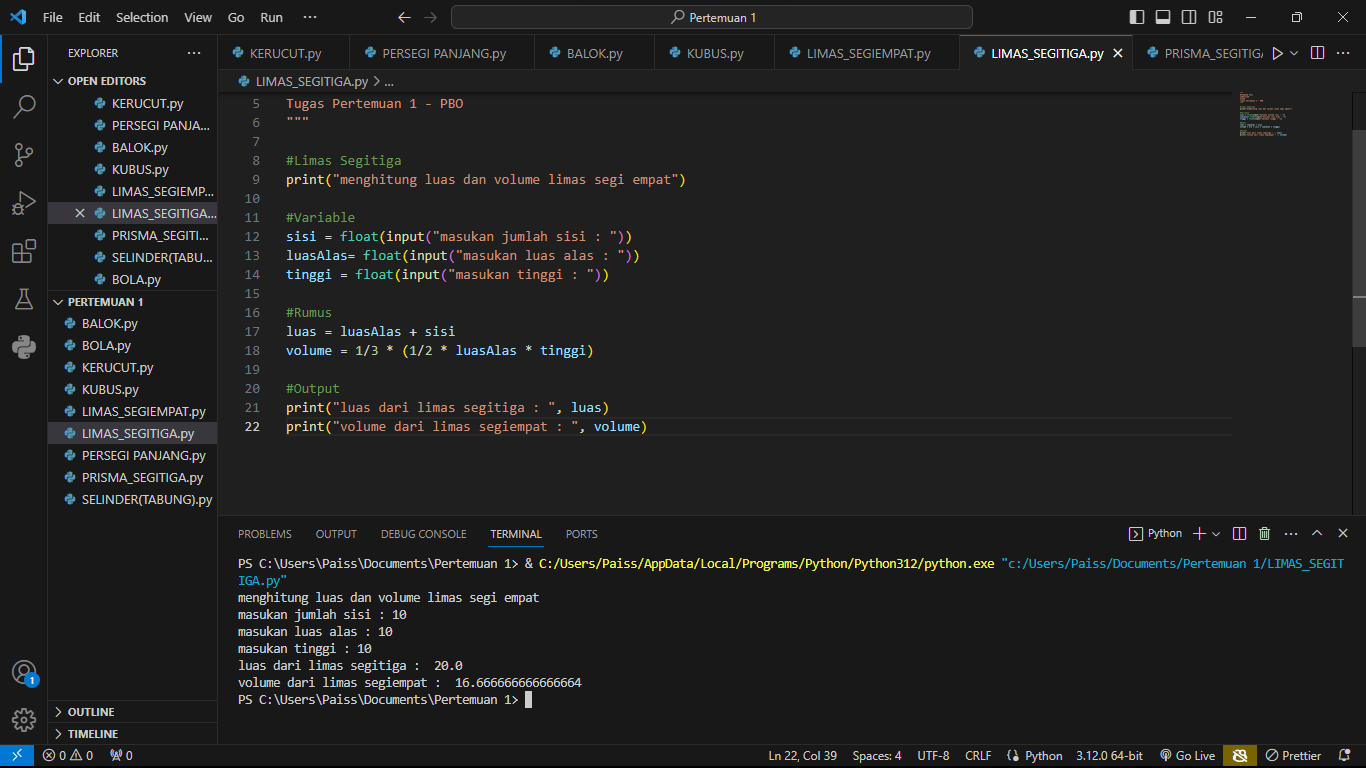 File Edit Selection View Go Run ···
Pertemuan 1
EXPLORER ···
OPEN EDITORS
KERUCUT.py
PERSEGI PANJA...
BALOK.py
KUBUS.py
LIMAS_SEGIEMP...
LIMAS_SEGITIGA...
PRISMA_SEGITI...
SELINDER(TABU...
BOLA.py
PERTEMUAN 1
BALOK.py
BOLA.py
KERUCUT.py
KUBUS.py
LIMAS_SEGIEMPAT.py
LIMAS_SEGITIGA.py
PERSEGI PANJANG.py
PRISMA_SEGITIGA.py
SELINDER(TABUNG).py
OUTLINE
TIMELINE
KERUCUT.py PERSEGI PANJANG.py BALOK.py KUBUS.py LIMAS_SEGIEMPAT.py LIMAS_SEGITIGA.py PRISMA_SEGITIGA
LIMAS_SEGITIGA.py > ...
5 Tugas Pertemuan 1 - PBO
6 """
7
8 #Limas Segitiga
9 print("menghitung luas dan volume limas segi empat")
10
11 #Variable
12 sisi = float(input("masukan jumlah sisi : "))
13 luasAlas= float(input("masukan luas alas : "))
14 tinggi = float(input("masukan tinggi : "))
15
16 #Rumus
17 luas = luasAlas + sisi
18 volume = 1/3 * (1/2 * luasAlas * tinggi)
19
20 #Output
21 print("luas dari limas segitiga : ", luas)
22 print("volume dari limas segiempat : ", volume)
PROBLEMS OUTPUT DEBUG CONSOLE TERMINAL PORTS
Python
PS C:\Users\Paiss\Documents\Pertemuan 1> & C:/Users/Paiss/AppData/Local/Programs/Python/Python312/python.exe "c:/Users/Paiss/Documents/Pertemuan 1/LIMAS_SEGIT
IGA.py"
menghitung luas dan volume limas segi empat
masukan jumlah sisi : 10
masukan luas alas : 10
masukan tinggi : 10
luas dari limas segitiga :  20.0
volume dari limas segiempat :  16.666666666666664
PS C:\Users\Paiss\Documents\Pertemuan 1>
1
0 0 0 Ln 22, Col 39 Spaces: 4 UTF-8 CRLF Python 3.12.0 64-bit Go Live Prettier